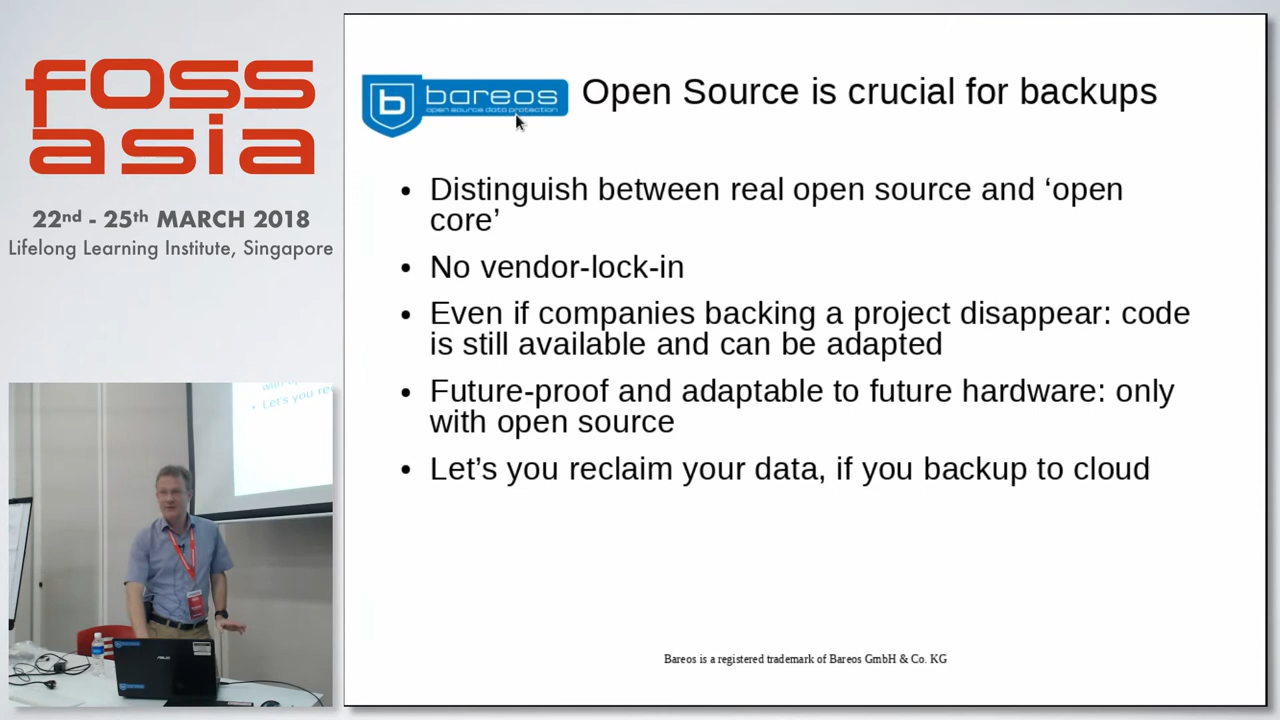 foss
asia
22nd - 25th MARCH 2018
Lifelong Learning Institute, Singapore
b bareos
open source data protection
Open Source is crucial for backups
• Distinguish between real open source and ‘open
core’
• No vendor-lock-in
• Even if companies backing a project disappear: code
is still available and can be adapted
• Future-proof and adaptable to future hardware: only
with open source
• Let’s you reclaim your data, if you backup to cloud
Bareos is a registered trademark of Bareos GmbH & Co. KG
• Let's you re
ASUS